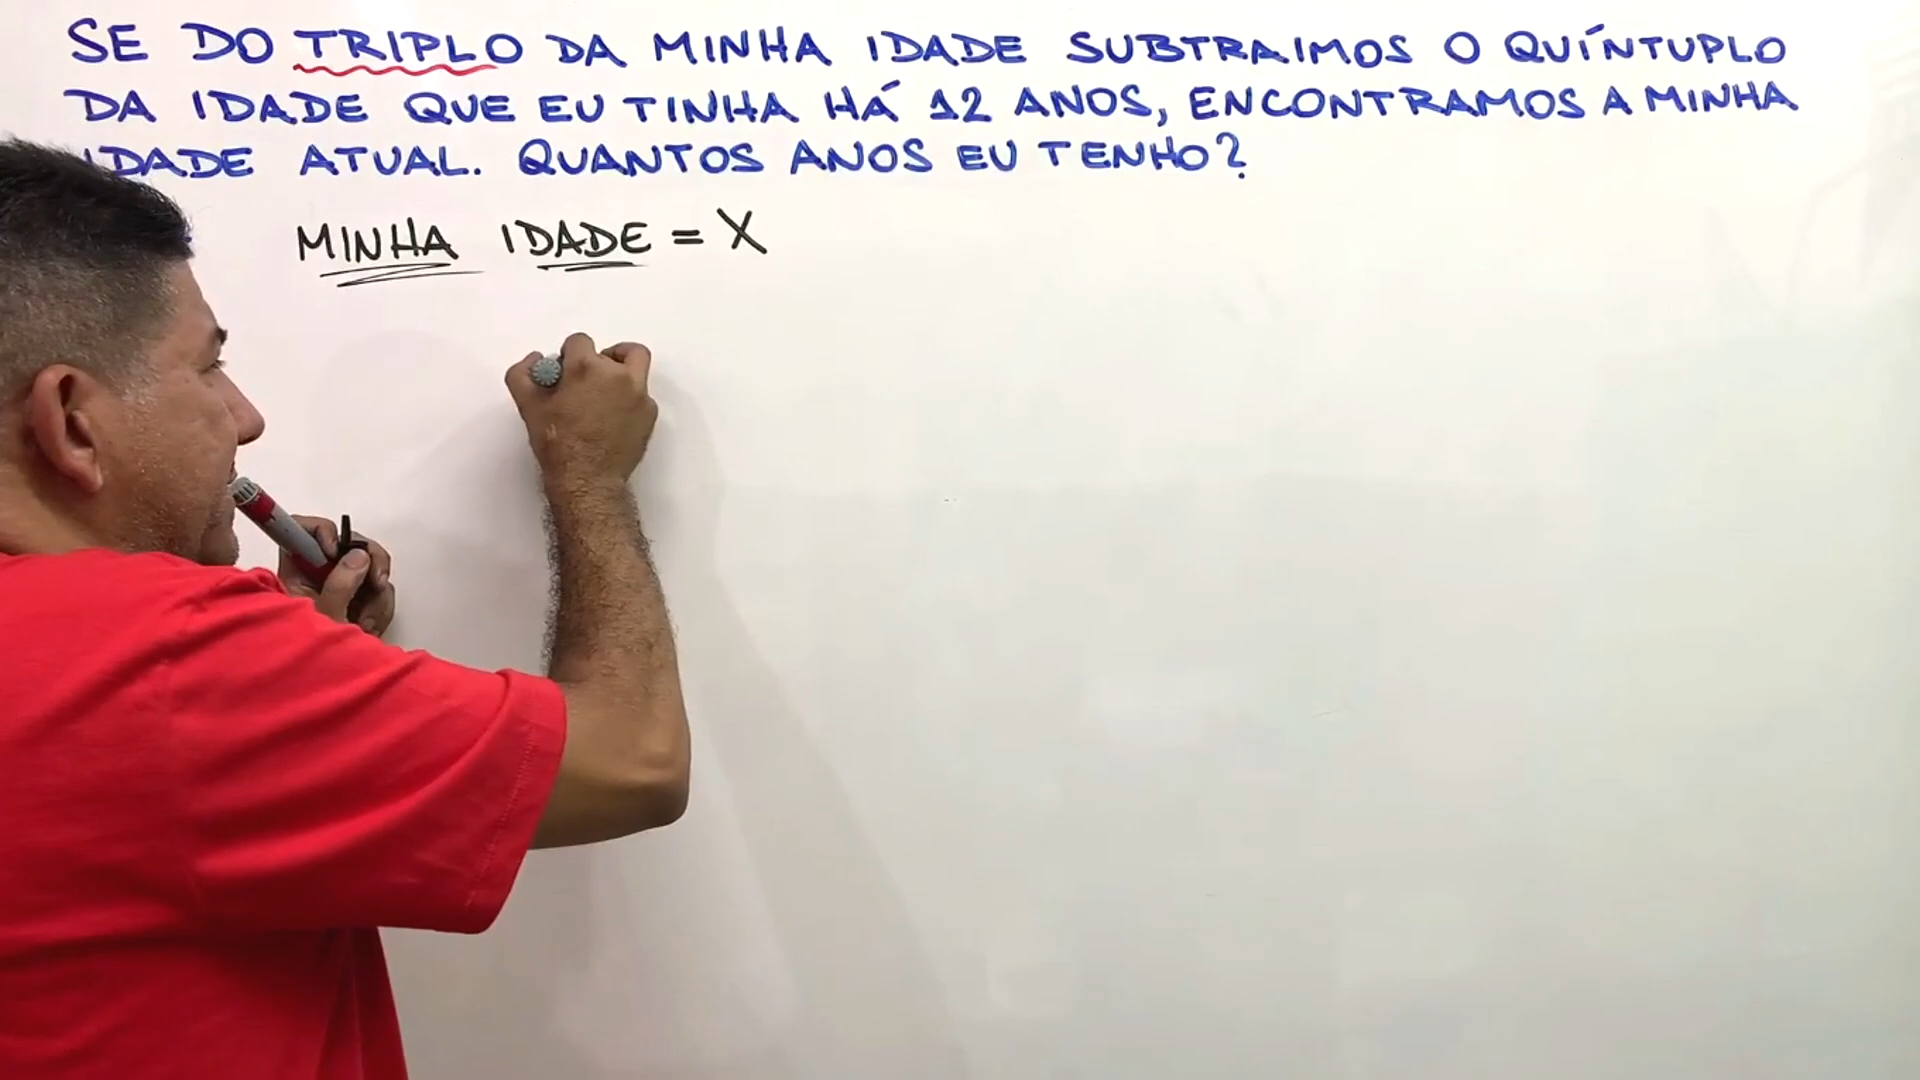 SE DO TRIPLO DA MINHA IDADE SUBTRAIMOS O QUÍNTUPLO
DA IDADE QUE EU TINHA HÁ 12 ANOS, ENCONTRAMOS A MINHA
IDADE ATUAL. QUANTOS ANOS EU TENHO?
MINHA IDADE = X